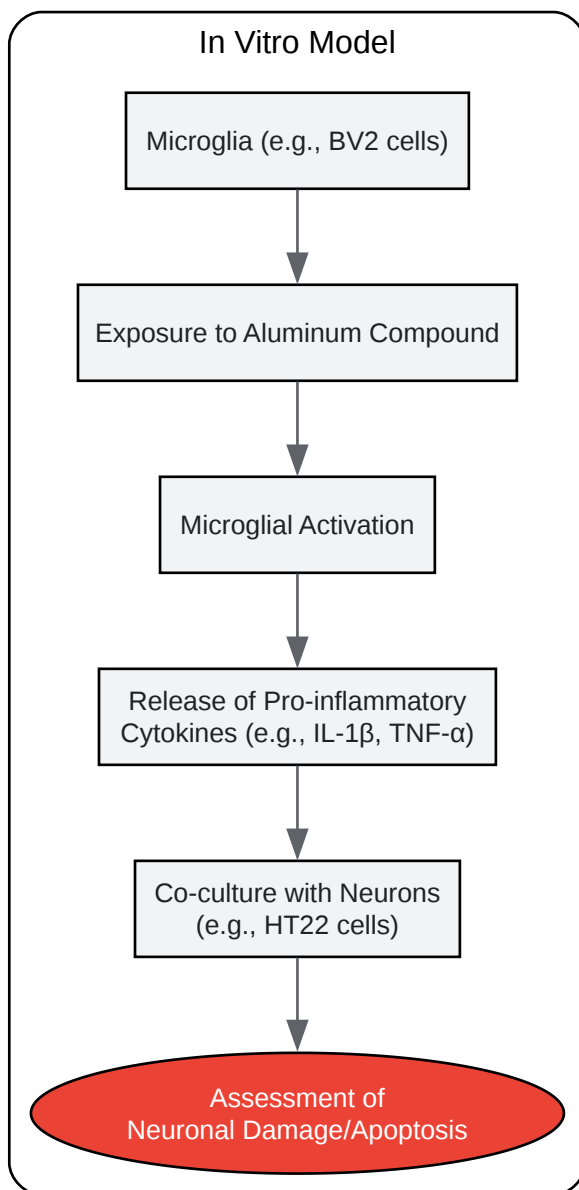 In Vitro Model
Microglia (e.g., BV2 cells)
Exposure to Aluminum Compound
Microglial Activation
Release of Pro-inflammatory
Cytokines (e.g., IL-1β, TNF-α)
Co-culture with Neurons
(e.g., HT22 cells)
Assessment of
Neuronal Damage/Apoptosis